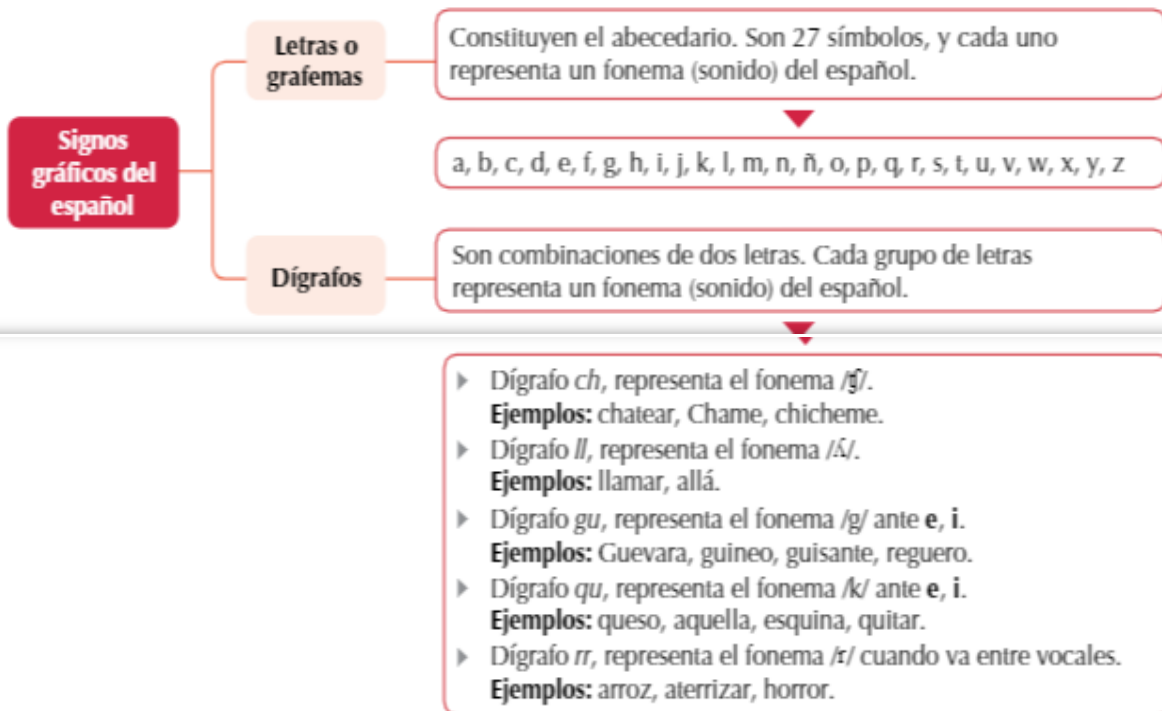 Signos
gráficos del
español
Letras o
grafemas
Constituyen el abecedario. Son 27 símbolos, y cada uno
representa un fonema (sonido) del español.
a, b, c, d, e, f, g, h, i, j, k, l, m, n, ñ, o, p, q, r, s, t, u, v, w, x, y, z
Dígrafos
Son combinaciones de dos letras. Cada grupo de letras
representa un fonema (sonido) del español.
Dígrafo ch, representa el fonema /t͡ʃ/.
Ejemplos: chatear, Chame, chicheme.
Dígrafo ll, representa el fonema /ʎ/.
Ejemplos: llamar, allá.
Dígrafo gu, representa el fonema /g/ ante e, i.
Ejemplos: Guevara, guineo, guisante, reguero.
Dígrafo qu, representa el fonema /k/ ante e, i.
Ejemplos: queso, aquella, esquina, quitar.
Dígrafo rr, representa el fonema /r/ cuando va entre vocales.
Ejemplos: arroz, aterrizar, horror.